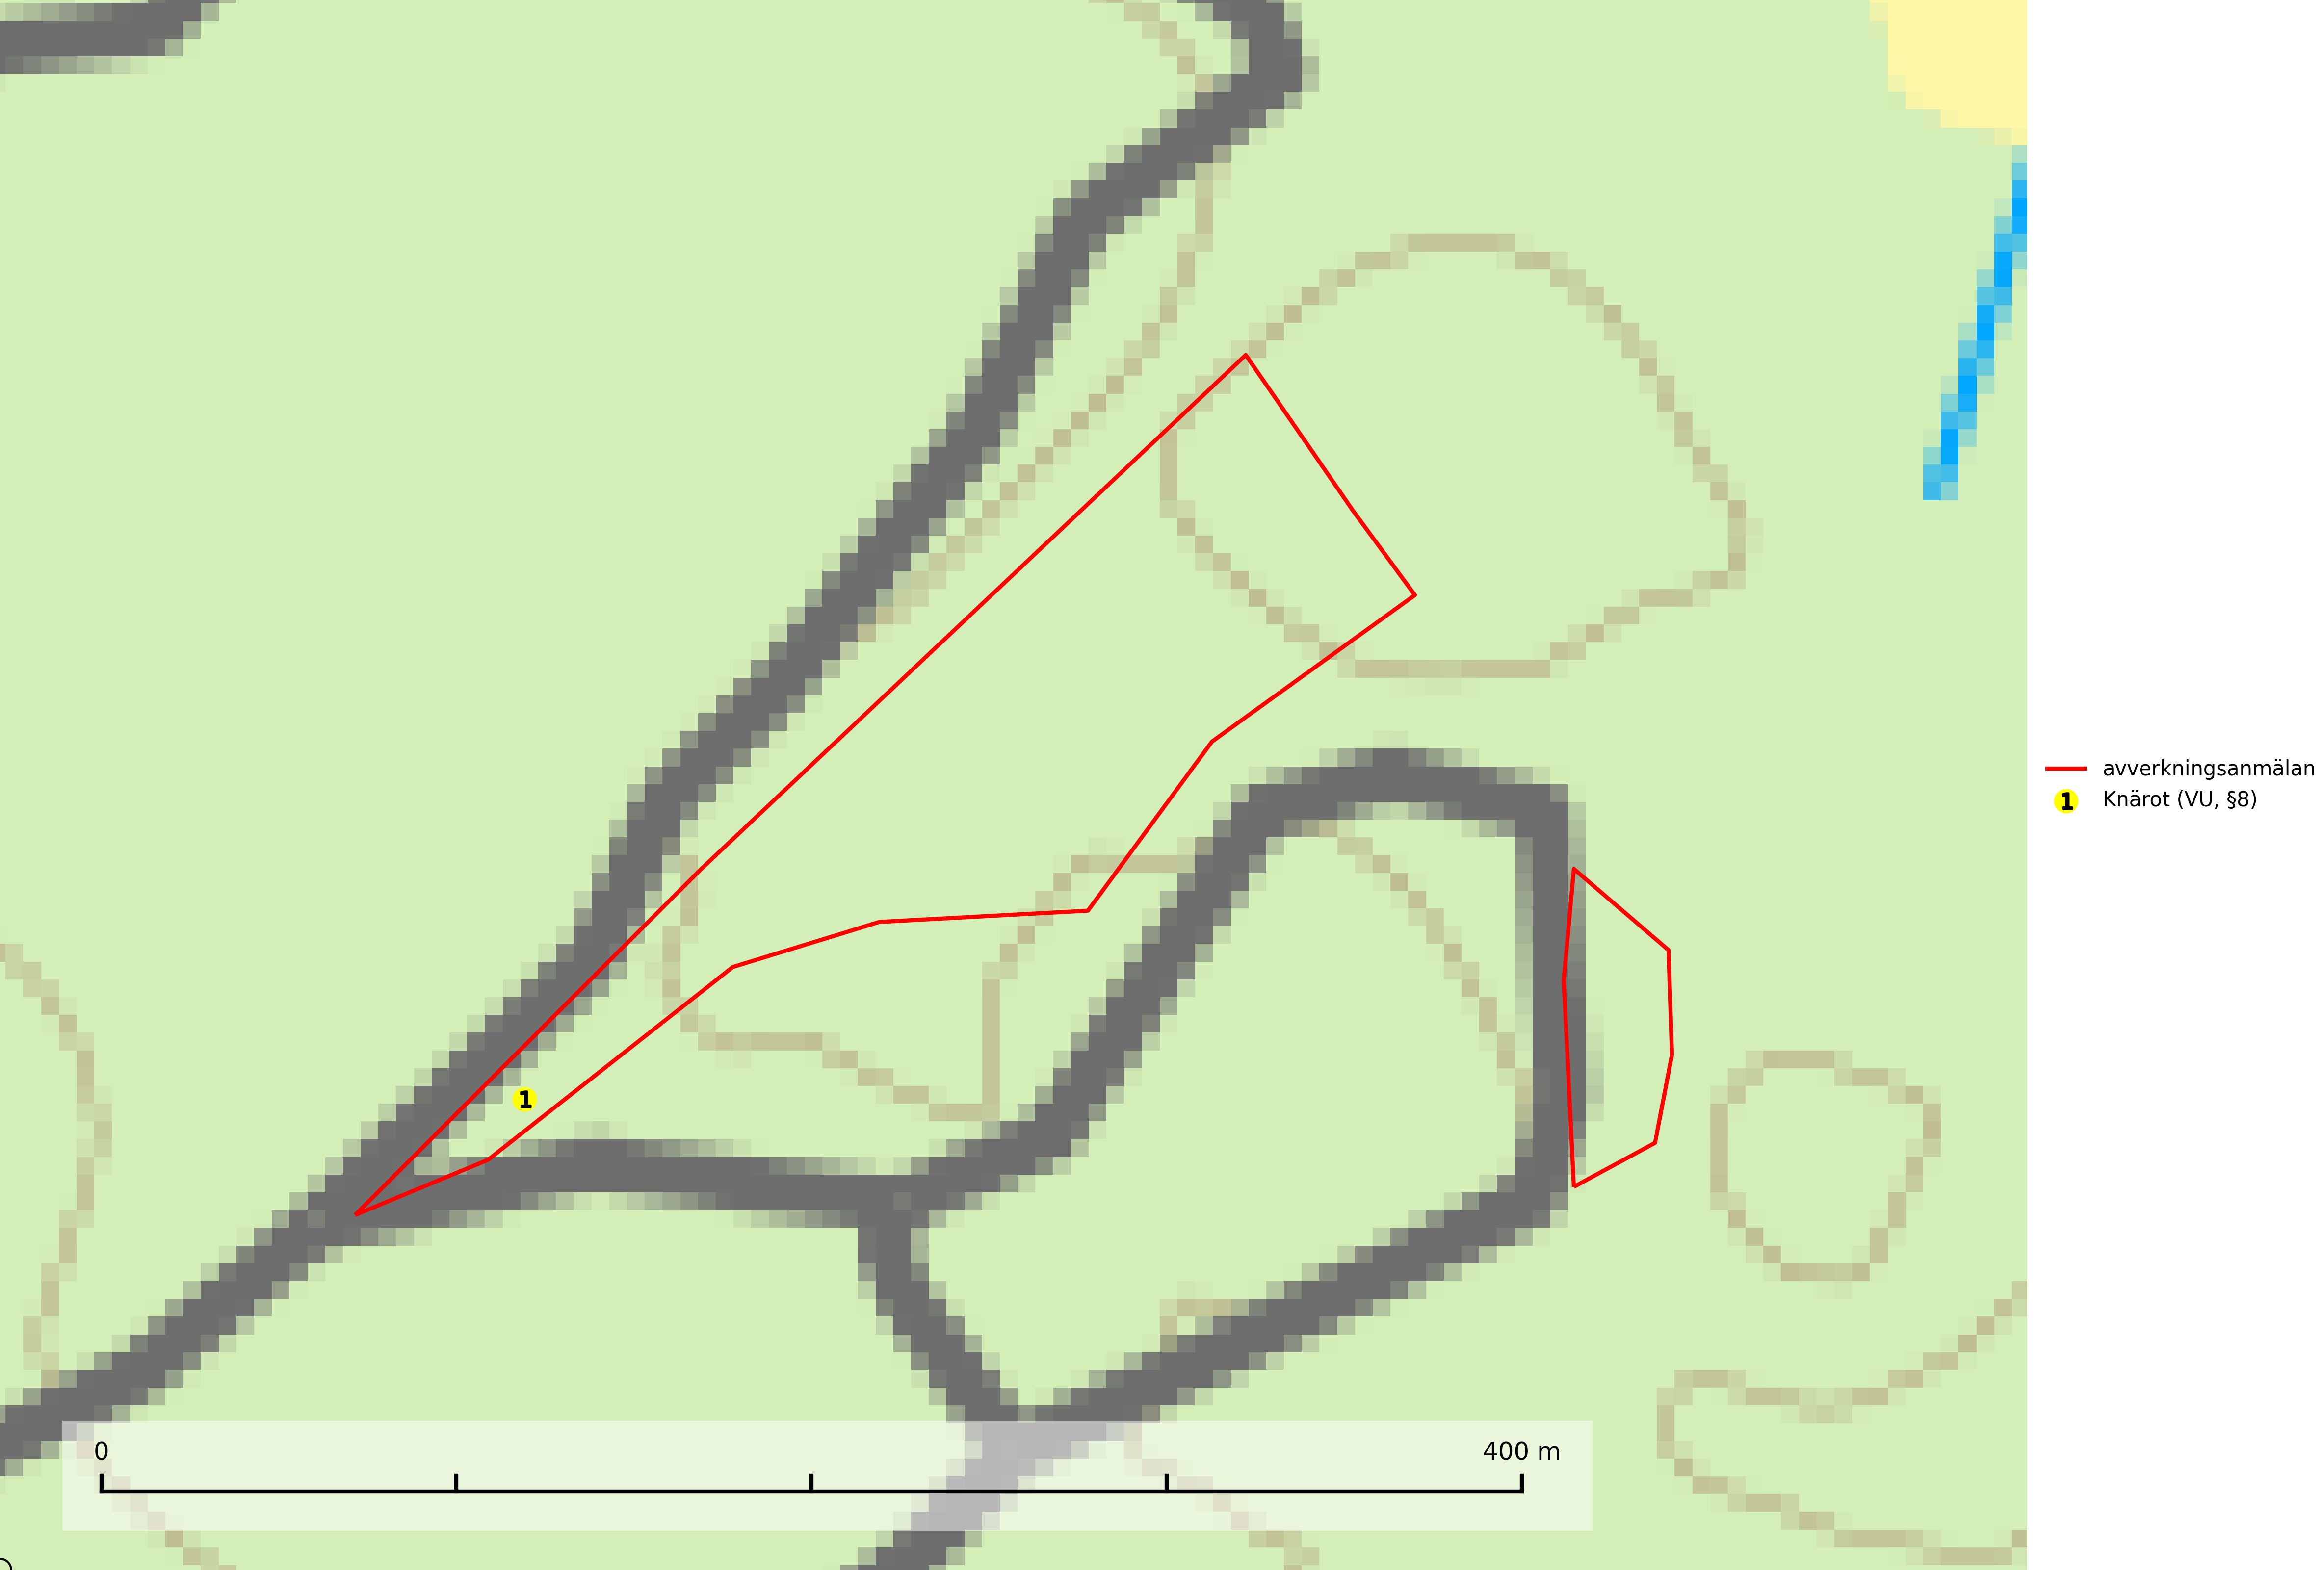 avverkningsanmälan
1 Knärot (VU, §8)
1
0 400 m